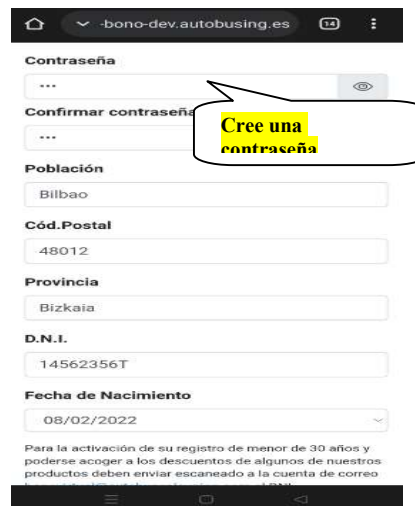 -bono-dev.autobusing.es
14
Contraseña
...
Confirmar contraseña
...
Cree una
contraseña
Población
Bilbao
Cód.Postal
48012
Provincia
Bizkaia
D.N.I.
14562356T
Fecha de Nacimiento
08/02/2022
Para la activación de su registro de menor de 30 años y
poderse acoger a los descuentos de algunos de nuestros
productos deben enviar escaneado a la cuenta de correo